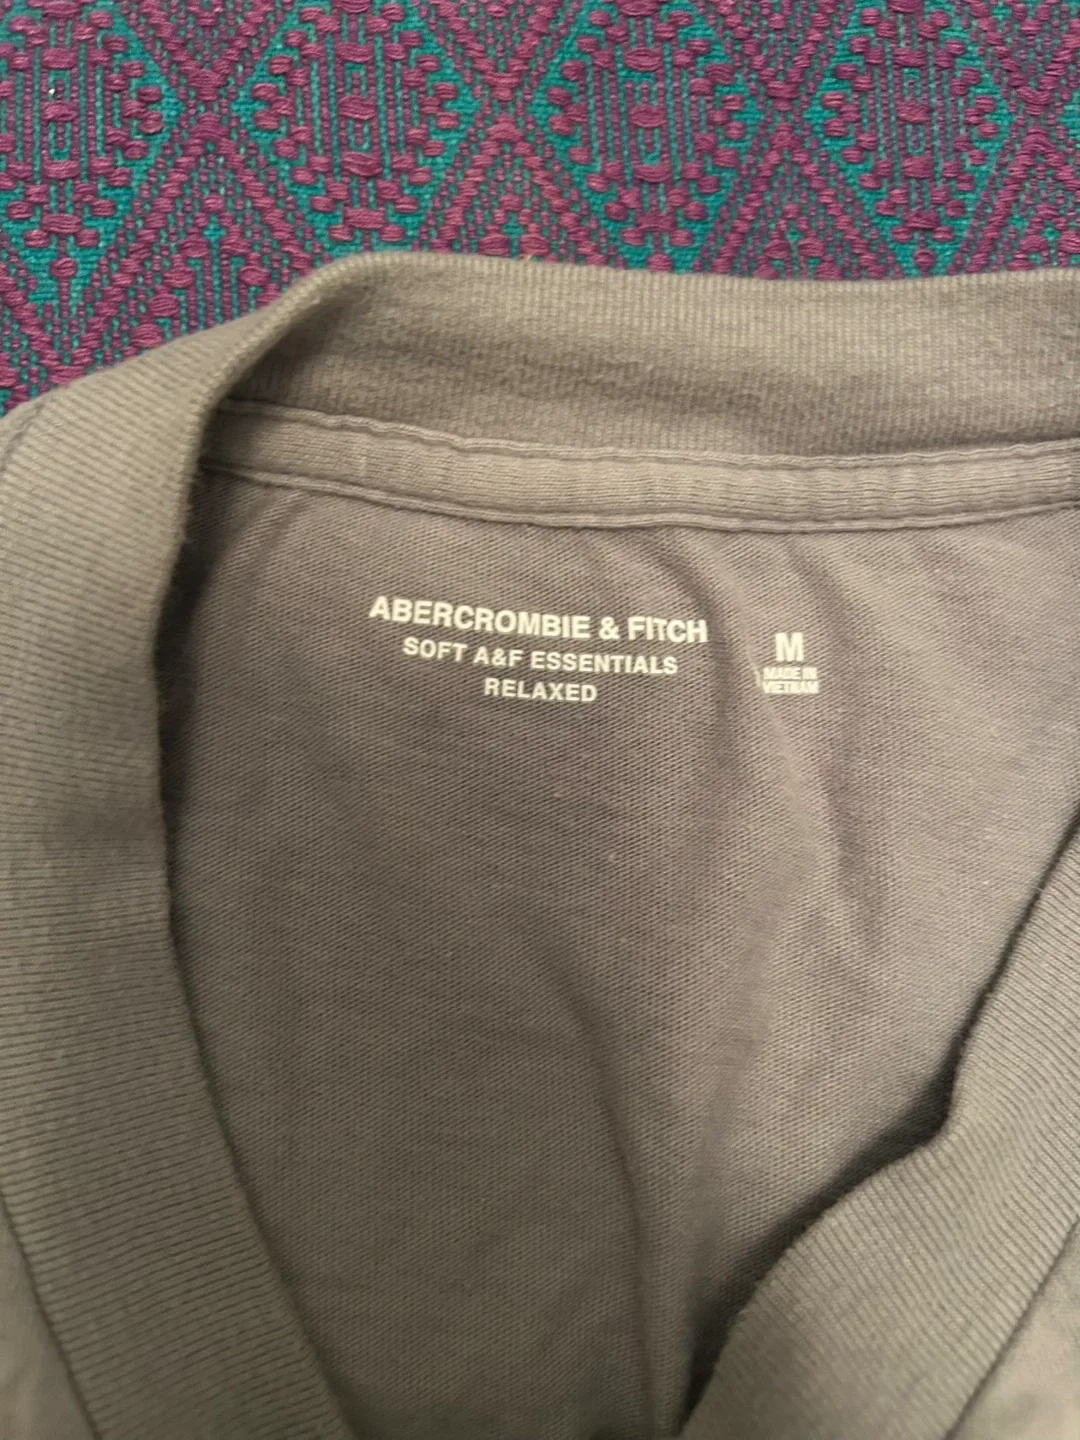 ABERCROMBIE & FITCH
SOFT A&F ESSENTIALS
RELAXED
M
MADE IN
VIETNAM